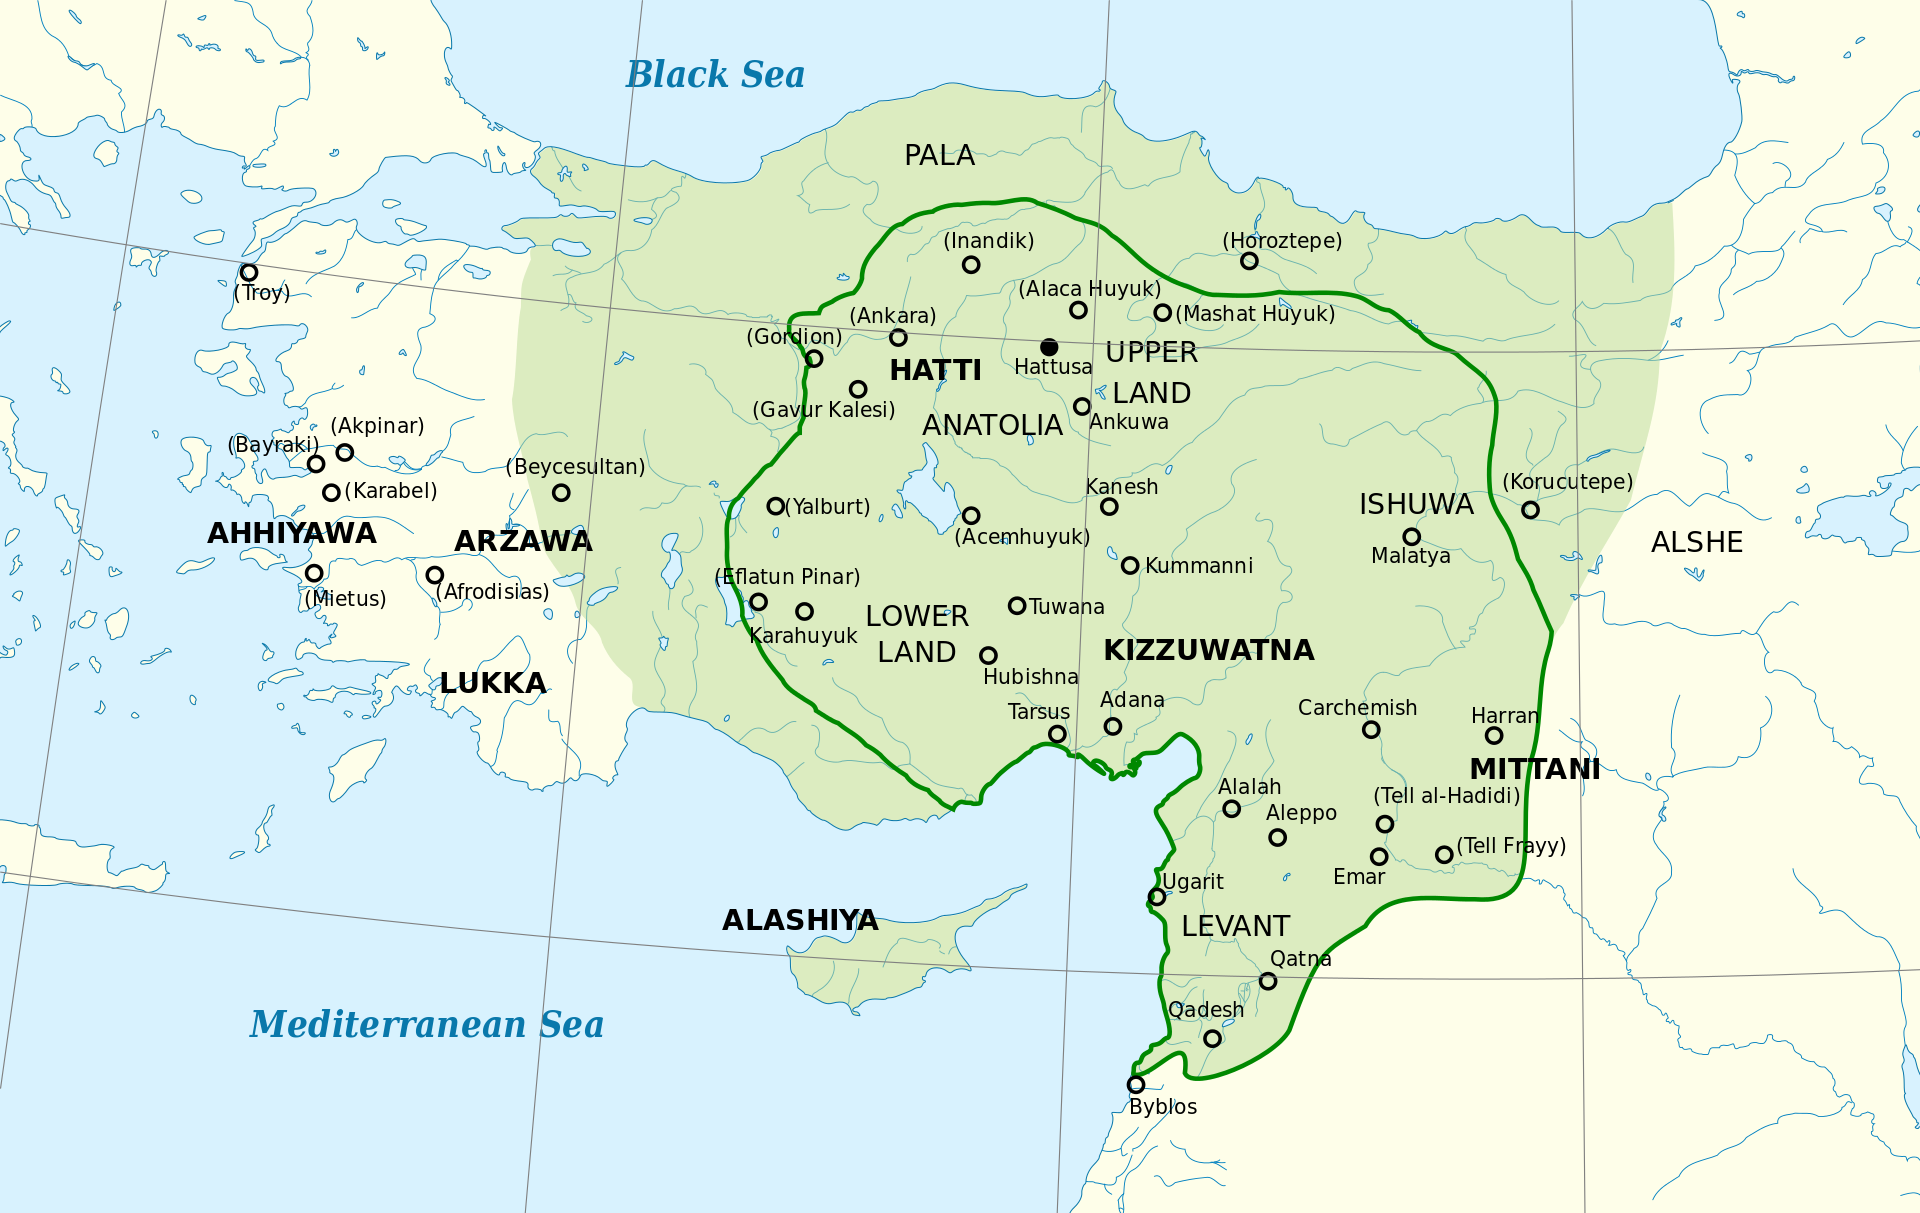 Black Sea
PALA
(Inandik)
(Horoztepe)
(Troy)
(Alaca Huyuk)
(Ankara)
(Mashat Huyuk)
(Gordion)
HATTI
Hattusa
UPPER
LAND
(Gavur Kalesi)
ANATOLIA
Ankuwa
(Akpinar)
(Bayraki)
(Karabel)
(Beycesultan)
(Yalburt)
Kanesh
(Korucutepe)
ISHUWA
AHHIYAWA
ARZAWA
(Acemhuyuk)
Malatya
ALSHE
Kummanni
(Mietus)
(Afrodisias)
(Eflatun Pinar)
Karahuyuk
LOWER
LAND
Tuwana
KIZZUWATNA
LUKKA
Hubishna
Tarsus
Adana
Carchemish
Harran
MITTANI
Alalah
Aleppo
(Tell al-Hadidi)
(Tell Frayy)
Emar
Ugarit
ALASHIYA
LEVANT
Qatna
Qadesh
Mediterranean Sea
Byblos